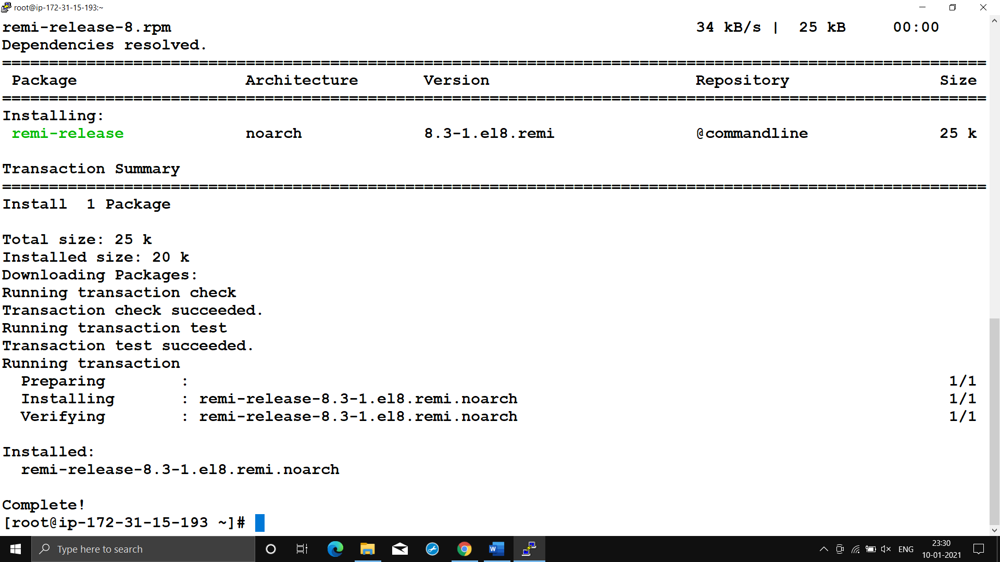 root@ip-172-31-15-193:~
remi-release-8.rpm 34 kB/s | 25 kB 00:00
Dependencies resolved.
=========================================================================================================
Package Architecture Version Repository Size
=========================================================================================================
Installing:
remi-release noarch 8.3-1.el8.remi @commandline 25 k
Transaction Summary
=========================================================================================================
Install 1 Package
Total size: 25 k
Installed size: 20 k
Downloading Packages:
Running transaction check
Transaction check succeeded.
Running transaction test
Transaction test succeeded.
Running transaction
Preparing : 1/1
Installing : remi-release-8.3-1.el8.remi.noarch 1/1
Verifying : remi-release-8.3-1.el8.remi.noarch 1/1
Installed:
remi-release-8.3-1.el8.remi.noarch
Complete!
[root@ip-172-31-15-193 ~]#
Type here to search
ENG
23:30
10-01-2021